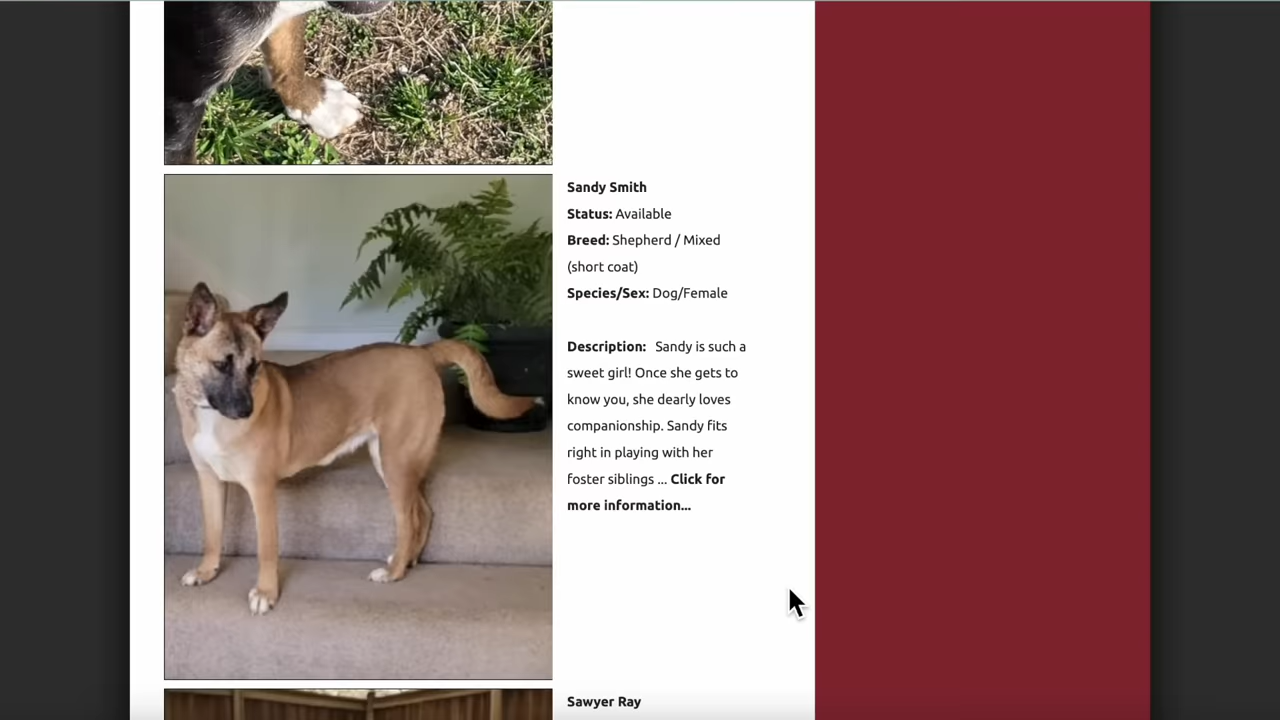 Sandy Smith
Status: Available
Breed: Shepherd / Mixed
(short coat)
Species/Sex: Dog/Female
Description: Sandy is such a
sweet girl! Once she gets to
know you, she dearly loves
companionship. Sandy fits
right in playing with her
foster siblings ... Click for
more information...
Sawyer Ray